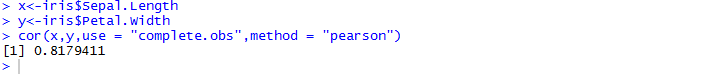 > x<-iris$Sepal.Length
> y<-iris$Petal.Width
> cor(x,y,use = "complete.obs",method = "pearson")
[1] 0.8179411
>